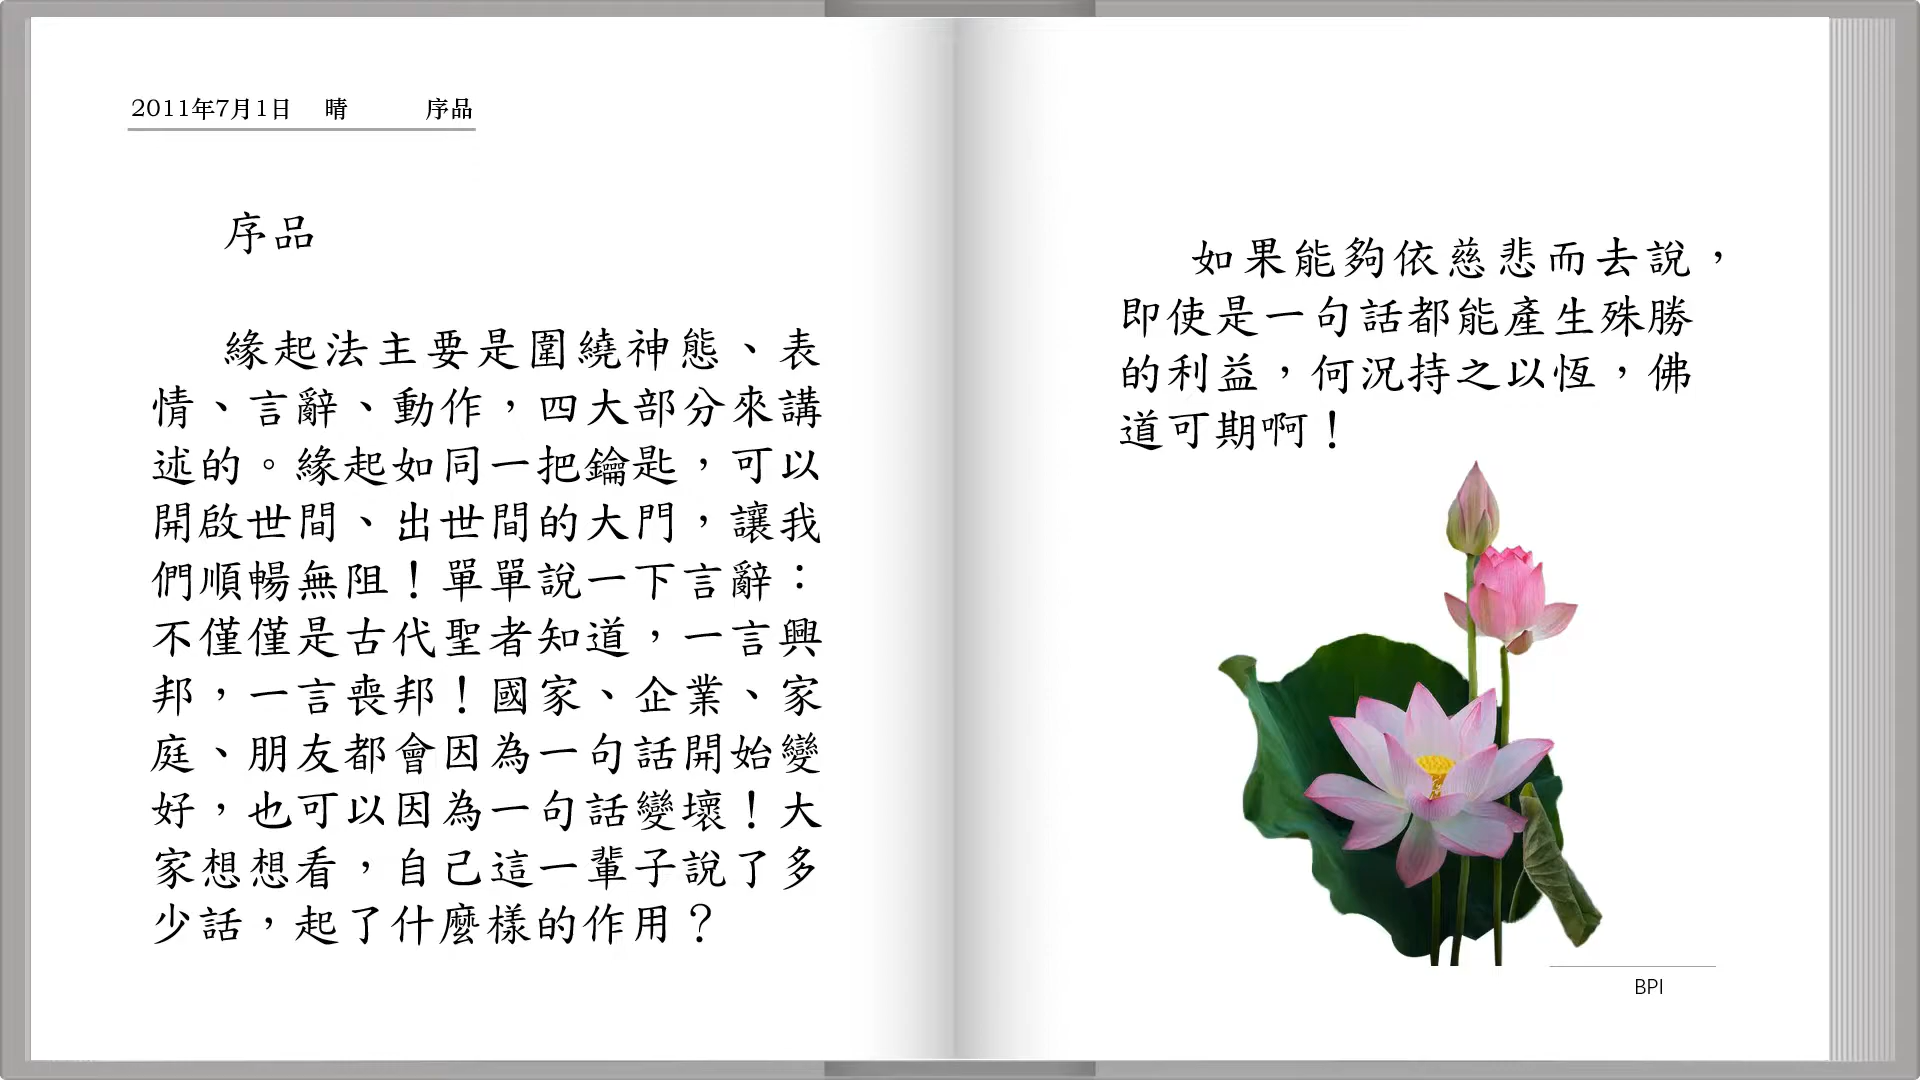 2011年7月1日 晴 序品
序品
緣起法主要是圍繞神態、表
情、言辭、動作，四大部分來講
述的。緣起如同一把鑰匙，可以
開啟世間、出世間的大門，讓我
們順暢無阻！單單說一下言辭：
不僅僅是古代聖者知道，一言興
邦，一言喪邦！國家、企業、家
庭、朋友都會因為一句話開始變
好，也可以因為一句話變壞！大
家想想看，自己這一輩子說了多
少話，起了什麼樣的作用？
如果能夠依慈悲而去說，
即使是一句話都能產生殊勝
的利益，何況持之以恆，佛
道可期啊！
BPI